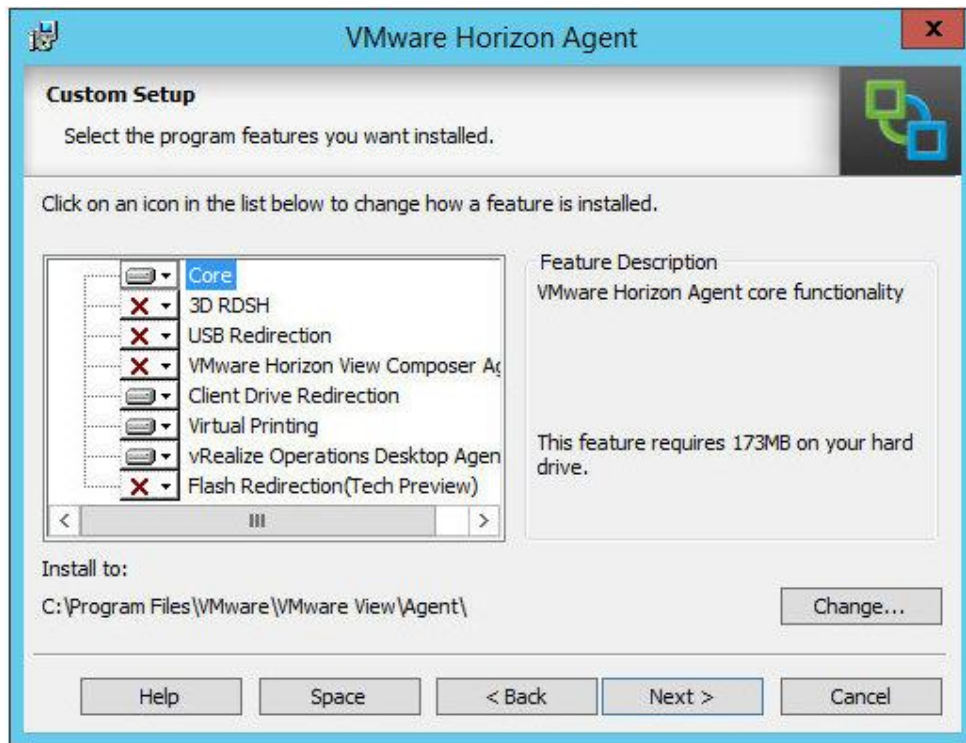 VMware Horizon Agent
X
Custom Setup
Select the program features you want installed.
Click on an icon in the list below to change how a feature is installed.
Core
3D RDSH
USB Redirection
VMware Horizon View Composer Ag
Client Drive Redirection
Virtual Printing
vRealize Operations Desktop Agen
Flash Redirection(Tech Preview)
Feature Description
VMware Horizon Agent core functionality
This feature requires 173MB on your hard
drive.
Install to:
C:\Program Files\VMware\VMware View\Agent\
Change...
Help
Space
< Back
Next >
Cancel